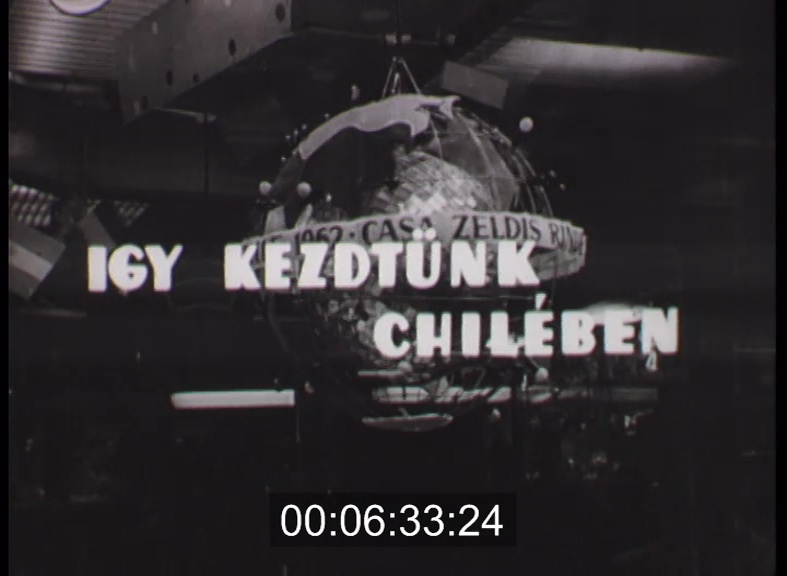 1962 · CASA ZELDIS
IGY KEZDTÜNK
CHILÉBEN
00:06:33:24